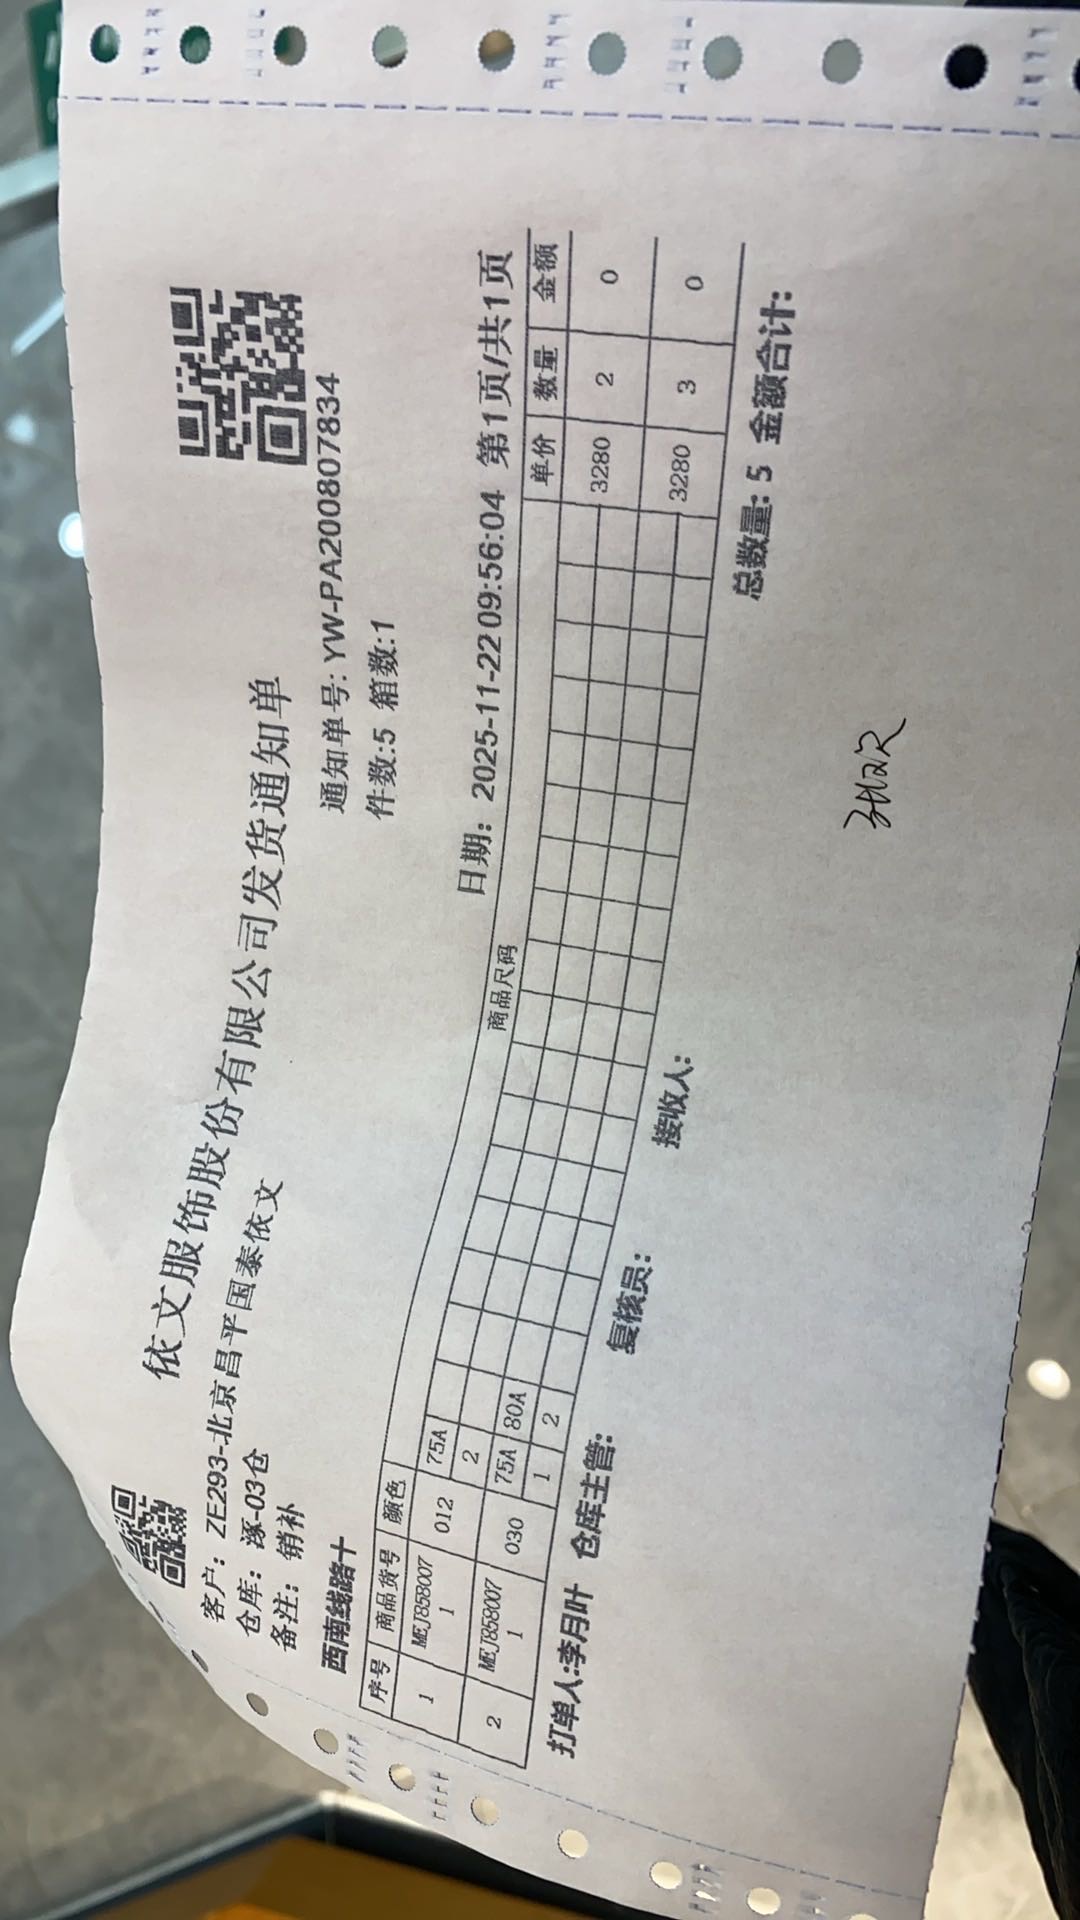 依文服饰股份有限公司发货通知单
客户：ZE293-北京昌平国泰依文
通知单号: YW-PA2008078​34
仓库：涿-03仓
件数:5 箱数:1
备注：销补
西南线路十
日期：2025-11-22 09:56:04 第1页/共1页
序号 商品货号 颜色 商品尺码 单价 数量 金额
1 MEJ8580071 012 75A 3280 2 0
2
2 MEJ8580071 030 75A 80A 3280 3 0
1 2
总数量: 5 金额合计:
打单人:李月叶 仓库主管: 复核员: 接收人: